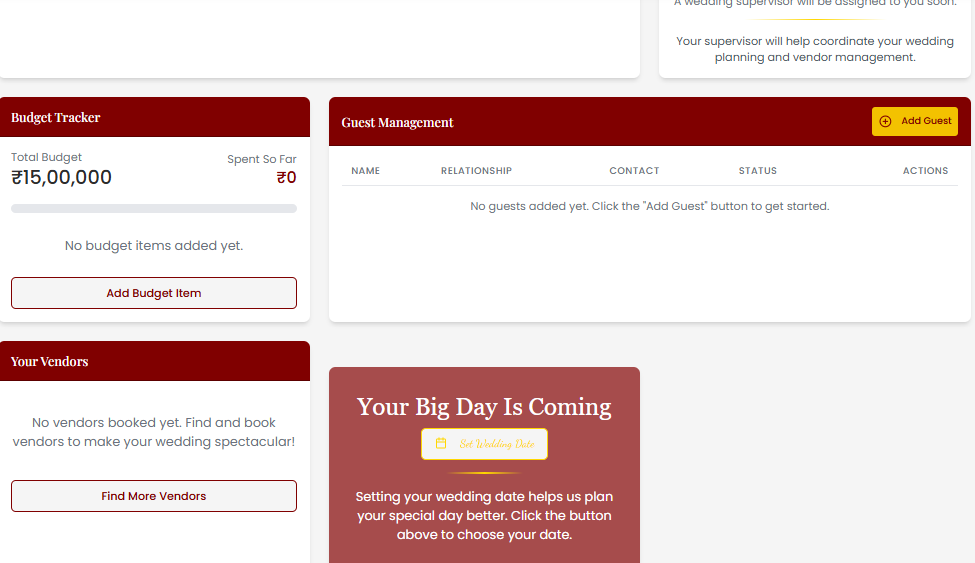 A wedding supervisor will be assigned to you soon.
Your supervisor will help coordinate your wedding
planning and vendor management.
Budget Tracker
Total Budget
Spent So Far
₹15,00,000
₹0
No budget items added yet.
Add Budget Item
Guest Management
Add Guest
NAME RELATIONSHIP CONTACT STATUS ACTIONS
No guests added yet. Click the "Add Guest" button to get started.
Your Vendors
No vendors booked yet. Find and book
vendors to make your wedding spectacular!
Find More Vendors
Your Big Day Is Coming
Set Wedding Date
Setting your wedding date helps us plan
your special day better. Click the button
above to choose your date.